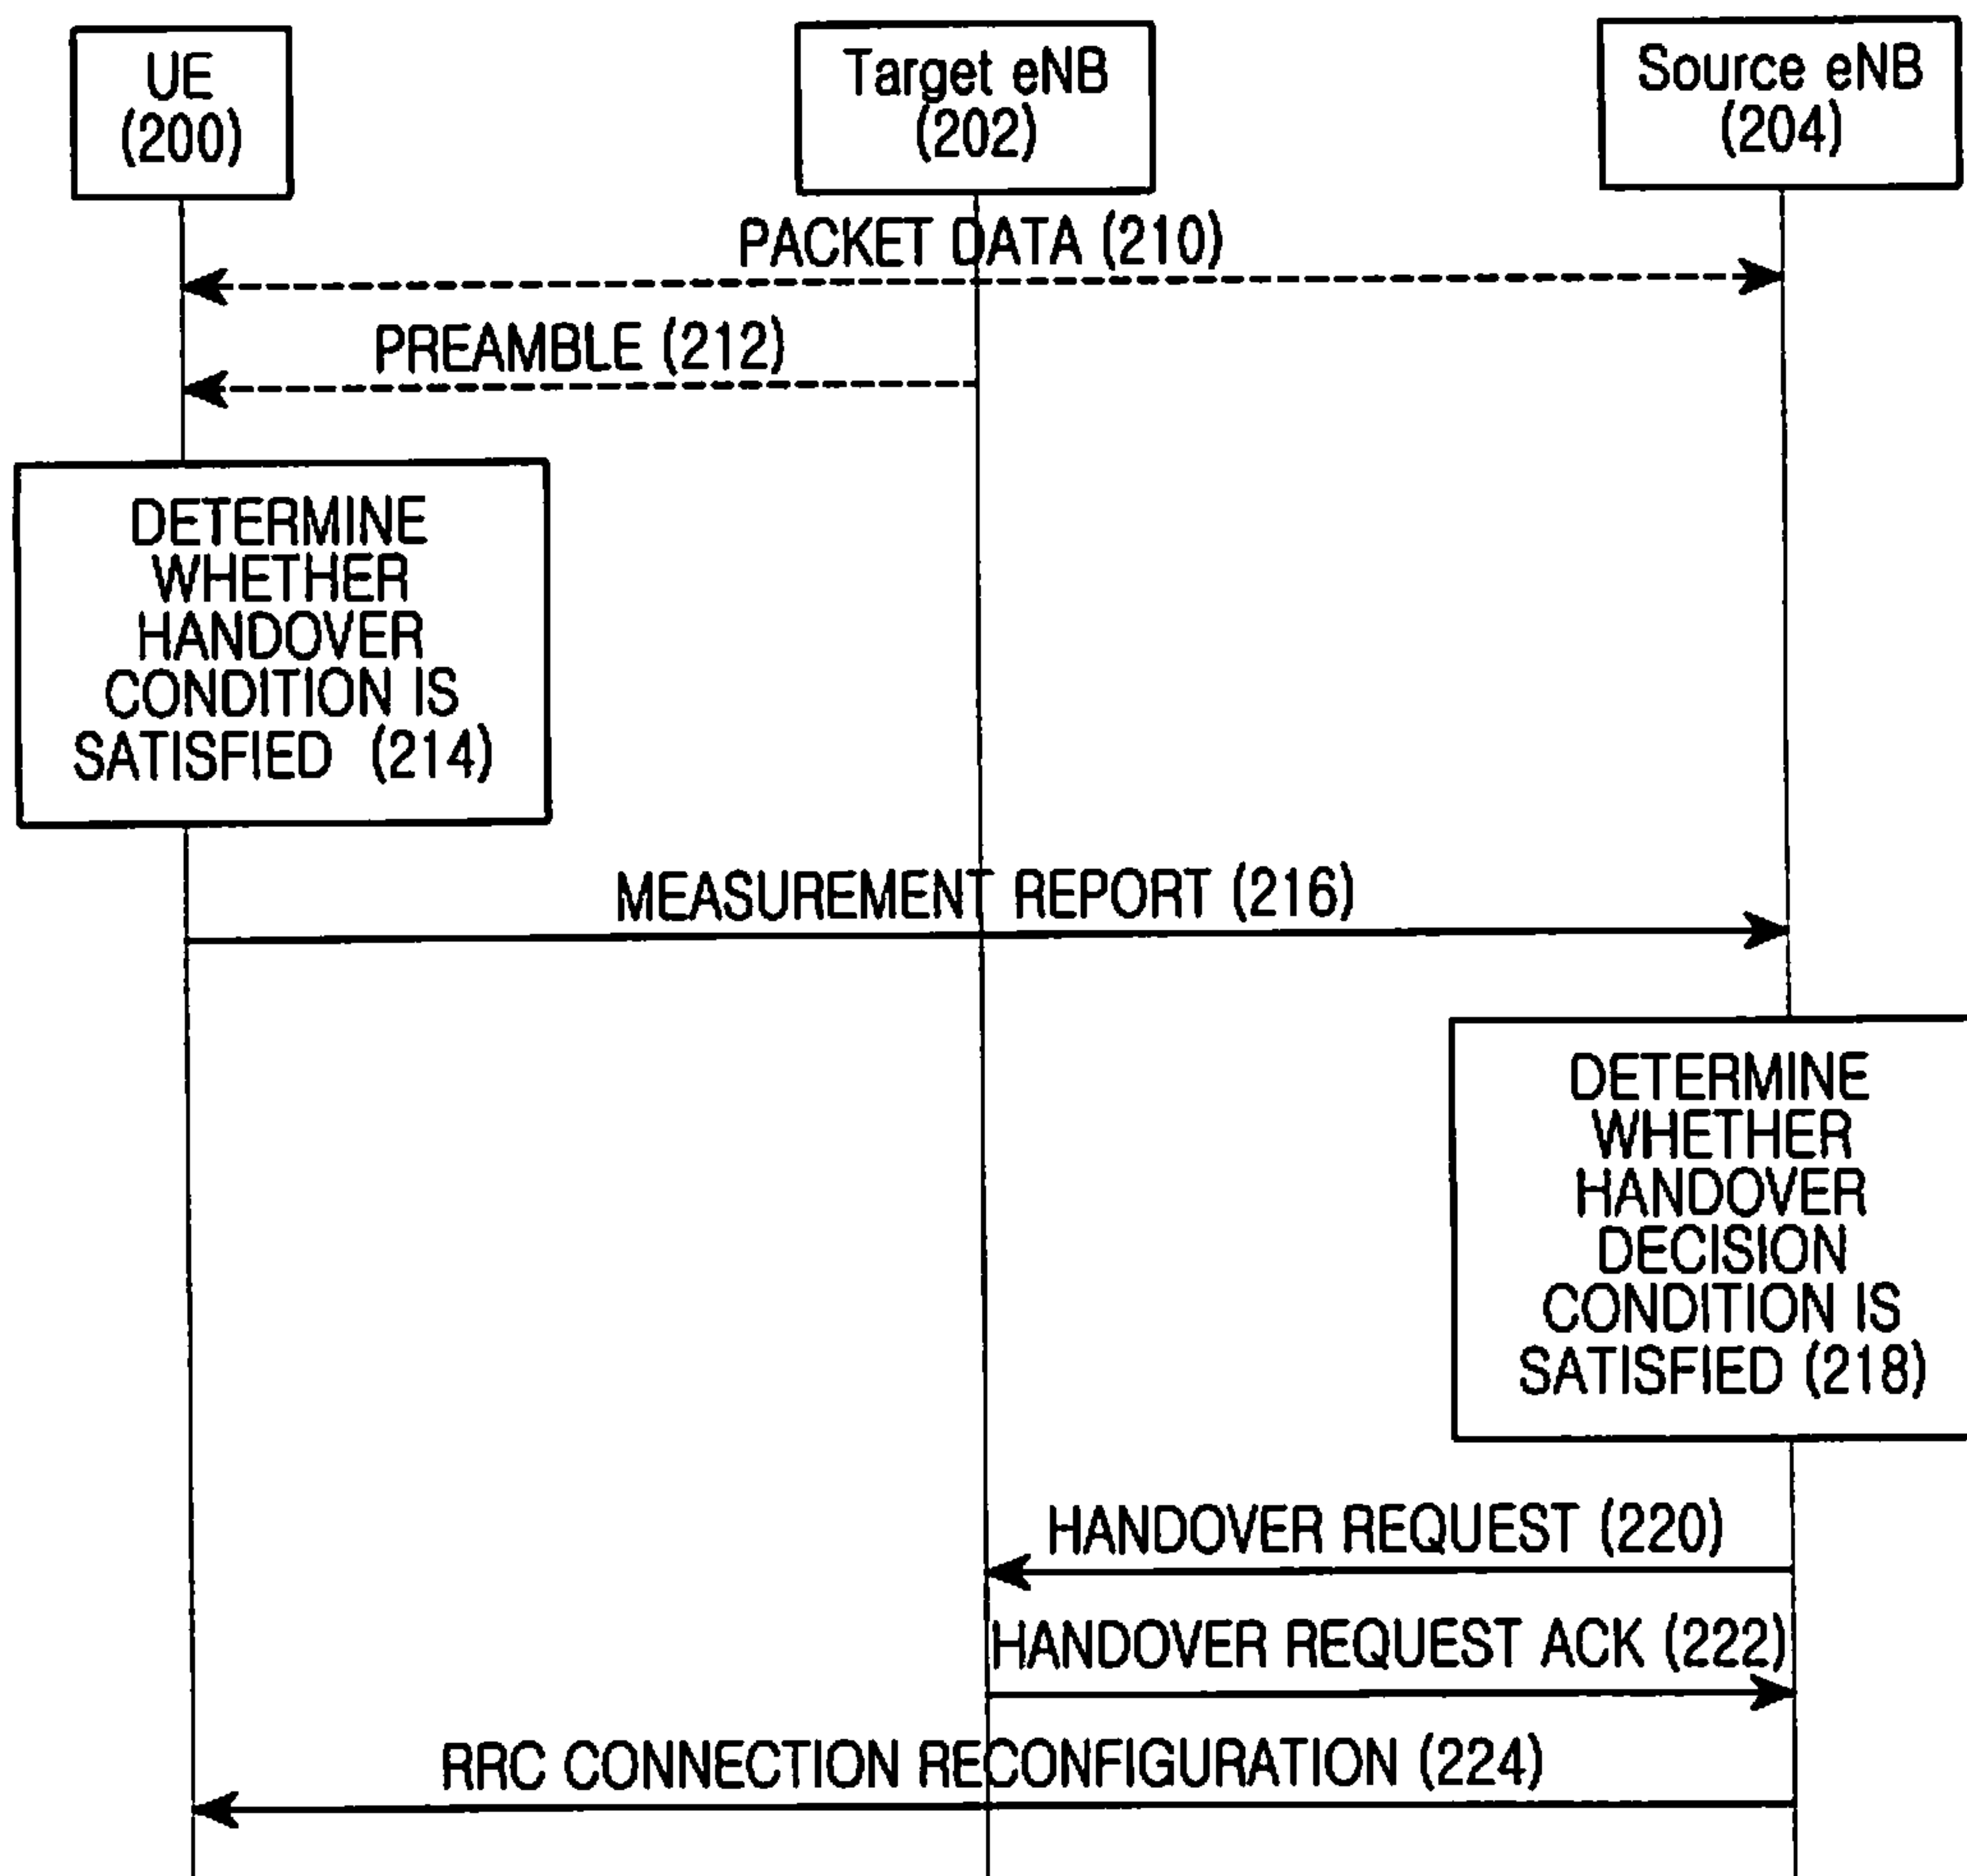 UE
(200)
Target eNB
(202)
Source eNB
(204)
PACKET DATA (210)
PREAMBLE (212)
DETERMINE
WHETHER
HANDOVER
CONDITION IS
SATISFIED (214)
MEASUREMENT REPORT (216)
DETERMINE
WHETHER
HANDOVER
DECISION
CONDITION IS
SATISFIED (218)
HANDOVER REQUEST (220)
HANDOVER REQUEST ACK (222)
RRC CONNECTION RECONFIGURATION (224)